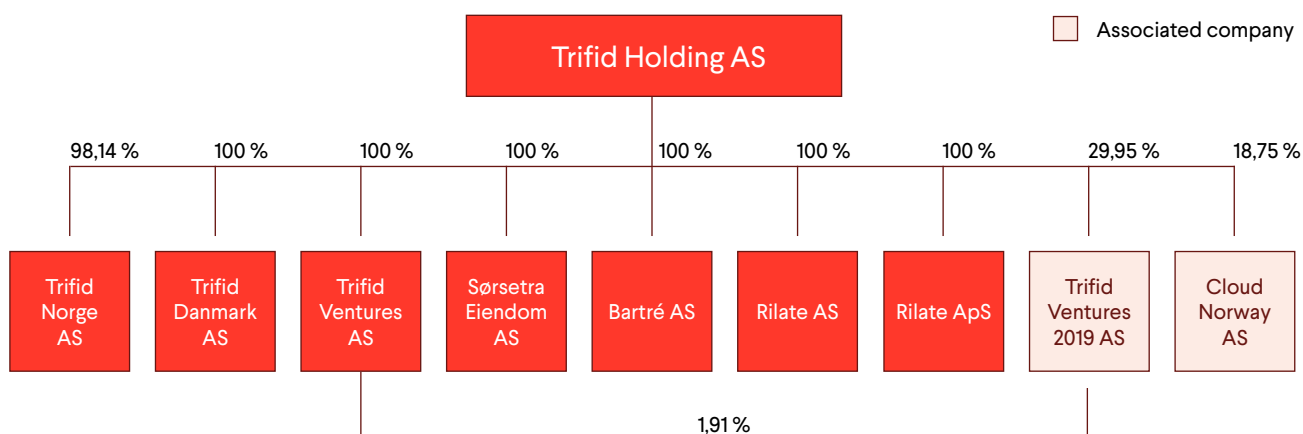 Associated company
Trifid Holding AS
98,14 %
100 %
100 %
100 %
100 %
100 %
100 %
29,95 %
18,75 %
Trifid
Norge
AS
Trifid
Danmark
AS
Trifid
Ventures
AS
Sørsetra
Eiendom
AS
Bartré AS
Rilate AS
Rilate ApS
Trifid
Ventures
2019 AS
Cloud
Norway
AS
1,91 %